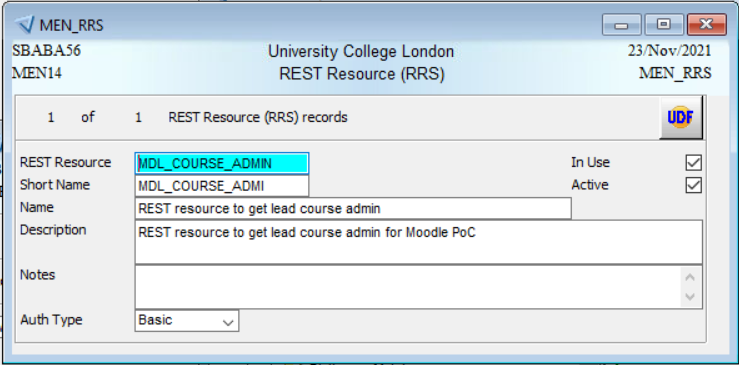 MEN_RRS
SBABA56 University College London 23/Nov/2021
MEN14 REST Resource (RRS) MEN_RRS
1 of 1 REST Resource (RRS) records UDF
REST Resource MDL_COURSE_ADMIN In Use
Short Name MDL_COURSE_ADMI Active
Name REST resource to get lead course admin
Description REST resource to get lead course admin for Moodle PoC
Notes
Auth Type Basic